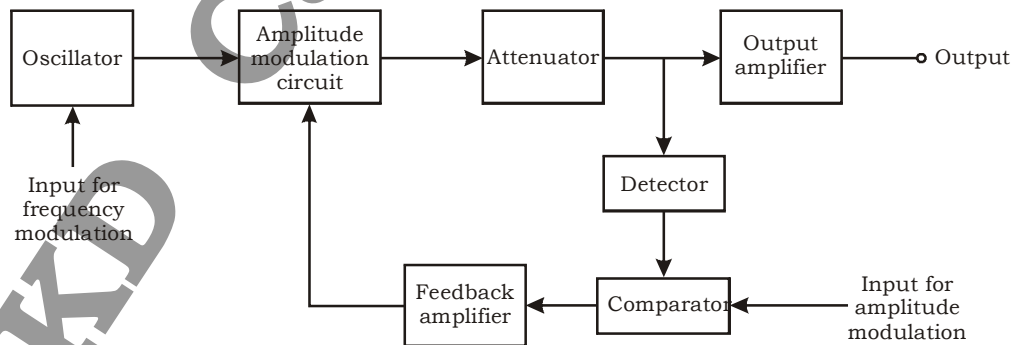 Oscillator
Amplitude
modulation
circuit
Attenuator
Output
amplifier
Output
Input for
frequency
modulation
Detector
Feedback
amplifier
Comparator
Input for
amplitude
modulation
KD